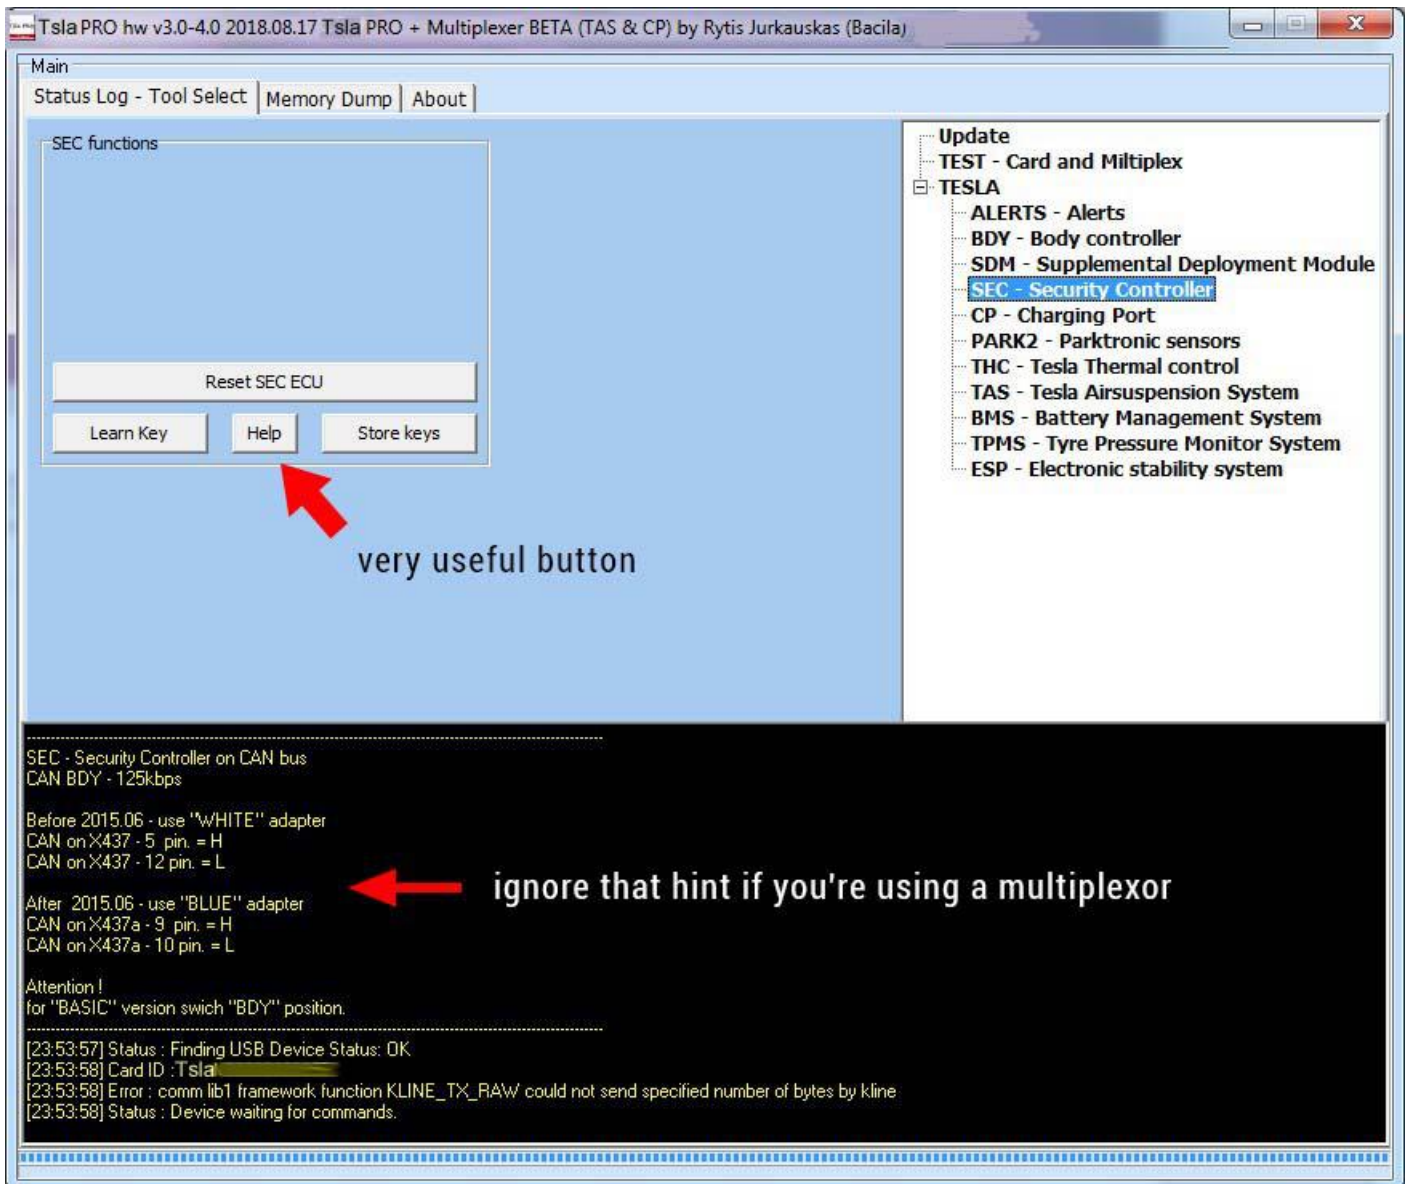 Tsla PRO hw v3.0-4.0 2018.08.17 Tsla PRO + Multiplexer BETA (TAS & CP) by Rytis Jurkauskas (Bacila)
Main
Status Log - Tool Select
Memory Dump
About
SEC functions
Reset SEC ECU
Learn Key
Help
Store keys
very useful button
Update
TEST - Card and Miltiplex
TESLA
ALERTS - Alerts
BDY - Body controller
SDM - Supplemental Deployment Module
SEC - Security Controller
CP - Charging Port
PARK2 - Parktronic sensors
THC - Tesla Thermal control
TAS - Tesla Airsuspension System
BMS - Battery Management System
TPMS - Tyre Pressure Monitor System
ESP - Electronic stability system
SEC - Security Controller on CAN bus
CAN BDY - 125kbps
Before 2015.06 - use "WHITE" adapter
CAN on X437 - 5 pin. = H
CAN on X437 - 12 pin. = L
ignore that hint if you're using a multiplexor
After 2015.06 - use "BLUE" adapter
CAN on X437a - 9 pin. = H
CAN on X437a - 10 pin. = L
Attention !
for "BASIC" version swich "BDY" position.
[23:53:57] Status : Finding USB Device Status: OK
[23:53:58] Card ID :Tsla
[23:53:58] Error : comm lib1 framework function KLINE_TX_RAW could not send specified number of bytes by kline
[23:53:58] Status : Device waiting for commands.